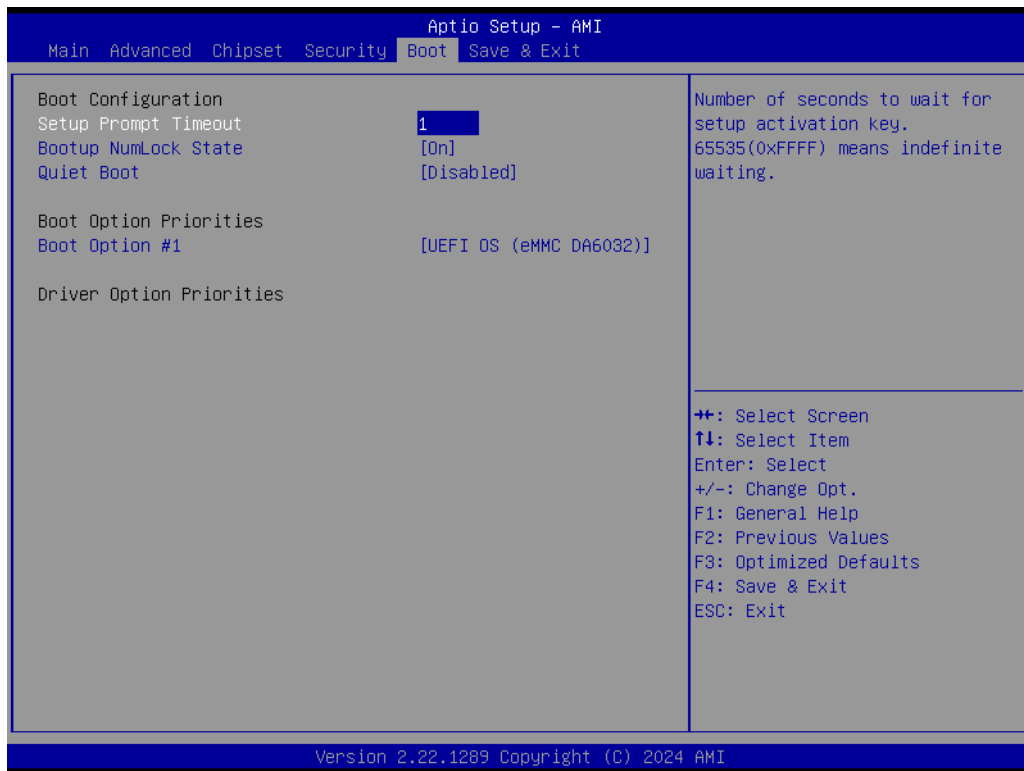 Aptio Setup - AMI
Main Advanced Chipset Security Boot Save & Exit
Boot Configuration
Setup Prompt Timeout 1
Bootup NumLock State [On]
Quiet Boot [Disabled]
Boot Option Priorities
Boot Option #1 [UEFI OS (eMMC DA6032)]
Driver Option Priorities
Number of seconds to wait for
setup activation key.
65535(0xFFFF) means indefinite
waiting.
→←: Select Screen
↑↓: Select Item
Enter: Select
+/-: Change Opt.
F1: General Help
F2: Previous Values
F3: Optimized Defaults
F4: Save & Exit
ESC: Exit
Version 2.22.1289 Copyright (C) 2024 AMI